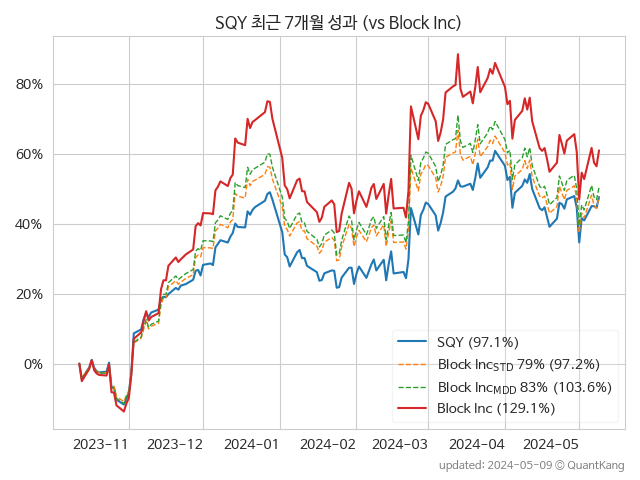 SQY 최근 7개월 성과 (vs Block Inc)
80%
60%
40%
20%
0%
SQY (97.1%)
Block Inc_STD 79% (97.2%)
Block Inc_MDD 83% (103.6%)
Block Inc (129.1%)
2023-11 2023-12 2024-01 2024-02 2024-03 2024-04 2024-05
updated: 2024-05-09 © QuantKang